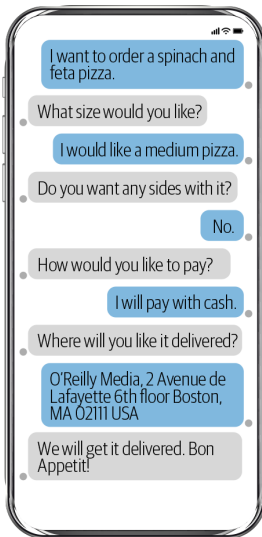 I want to order a spinach and
feta pizza.
What size would you like?
I would like a medium pizza.
Do you want any sides with it?
No.
How would you like to pay?
I will pay with cash.
Where will you like it delivered?
O’Reilly Media, 2 Avenue de
Lafayette 6th floor Boston,
MA 02111 USA
We will get it delivered. Bon
Appetit!